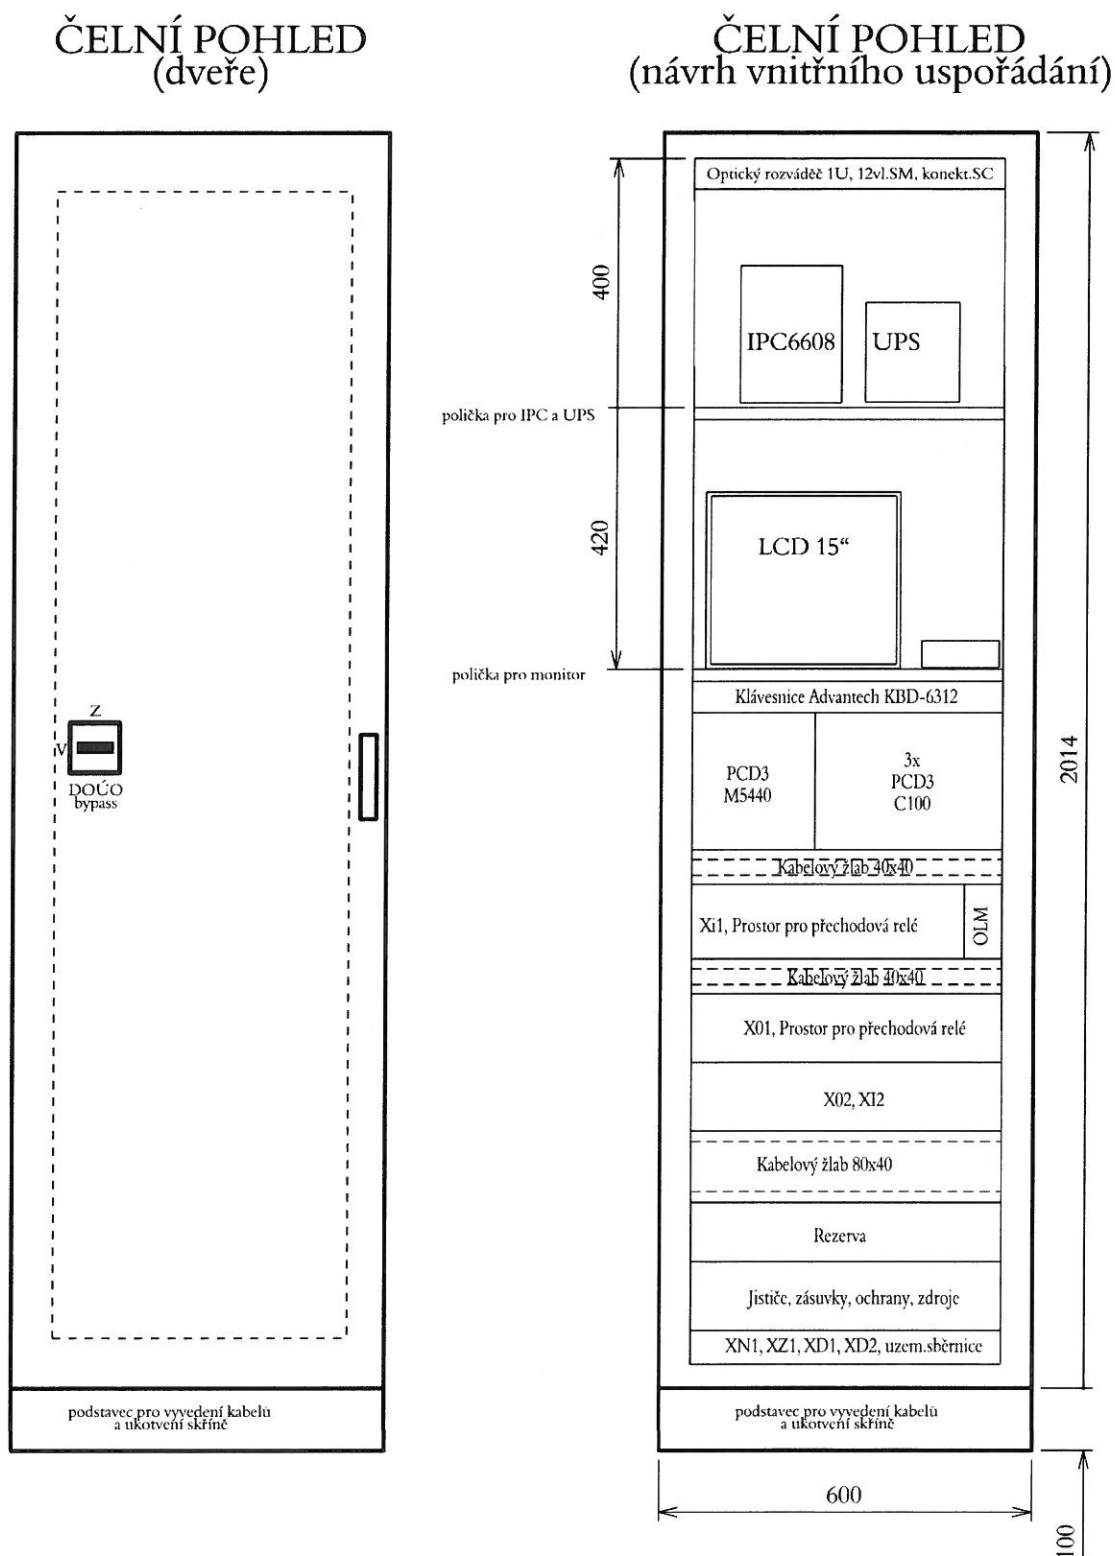 ČELNÍ POHLED
(dveře)
Z
V
DOÚO
bypass
podstavec pro vyvedení kabelů
a ukotvení skříně
ČELNÍ POHLED
(návrh vnitřního uspořádání)
Optický rozváděč 1U, 12vl.SM, konekt.SC
400
IPC6608
UPS
polička pro IPC a UPS
420
LCD 15“
polička pro monitor
Klávesnice Advantech KBD-6312
PCD3
M5440
3x
PCD3
C100
2014
Kabelový žlab 40x40
Xi1, Prostor pro přechodová relé
OLM
Kabelový žlab 40x40
X01, Prostor pro přechodová relé
X02, XI2
Kabelový žlab 80x40
Rezerva
Jističe, zásuvky, ochrany, zdroje
XN1, XZ1, XD1, XD2, uzem.sběrnice
podstavec pro vyvedení kabelů
a ukotvení skříně
600
100